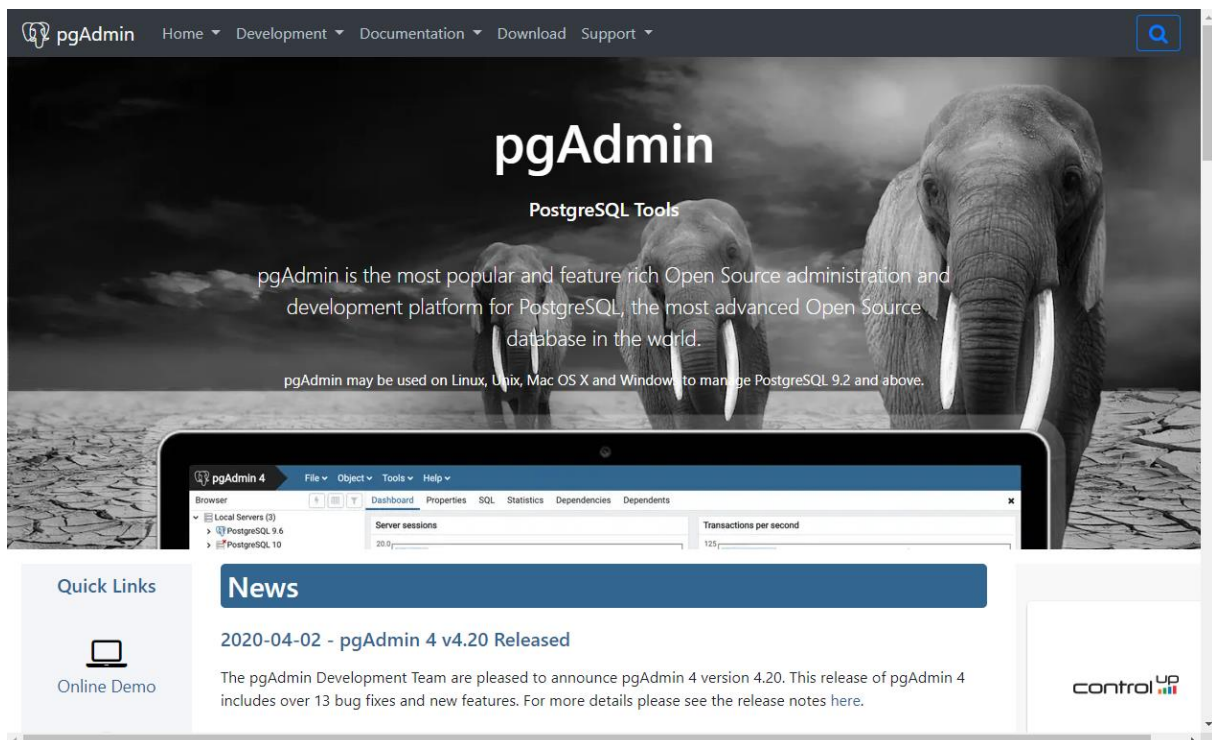 pgAdmin
Home Development Documentation Download Support
pgAdmin
PostgreSQL Tools
pgAdmin is the most popular and feature rich Open Source administration and
development platform for PostgreSQL, the most advanced Open Source
database in the world.
pgAdmin may be used on Linux, Unix, Mac OS X and Windows to manage PostgreSQL 9.2 and above.
pgAdmin 4 File Object Tools Help
Browser Dashboard Properties SQL Statistics Dependencies Dependents
Local Servers (3)
PostgreSQL 9.6
PostgreSQL 10
Server sessions
20.0
Transactions per second
125
Quick Links
Online Demo
News
2020-04-02 - pgAdmin 4 v4.20 Released
The pgAdmin Development Team are pleased to announce pgAdmin 4 version 4.20. This release of pgAdmin 4
includes over 13 bug fixes and new features. For more details please see the release notes here.
control up